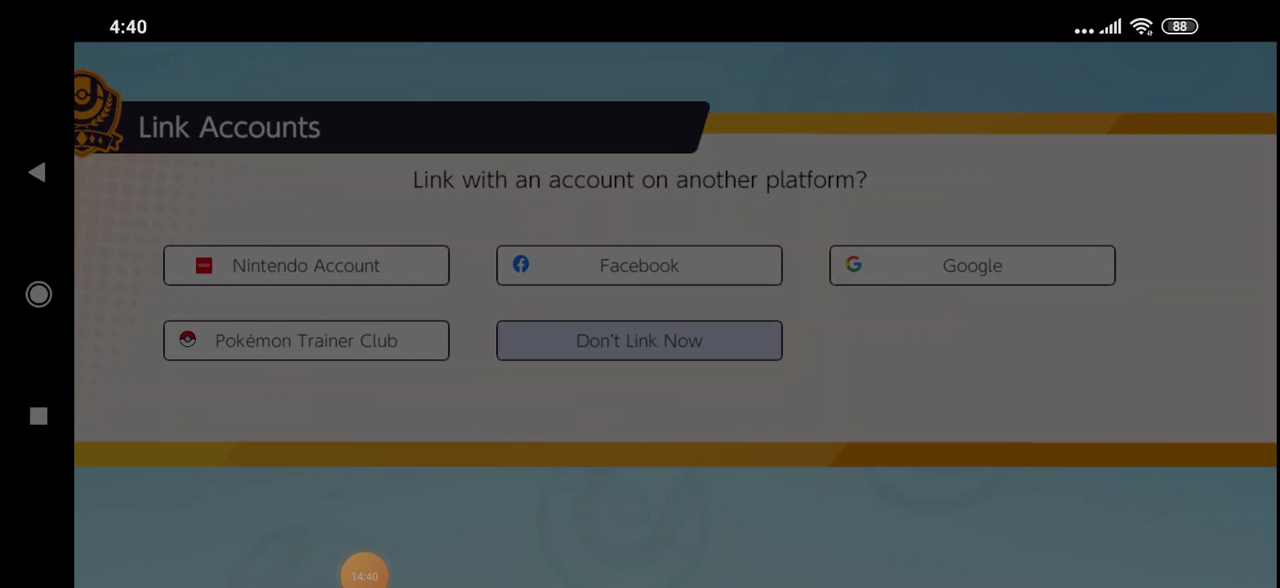 4:40
88
Link Accounts
Link with an account on another platform?
Nintendo Account
Facebook
Google
Pokémon Trainer Club
Don't Link Now
14:40